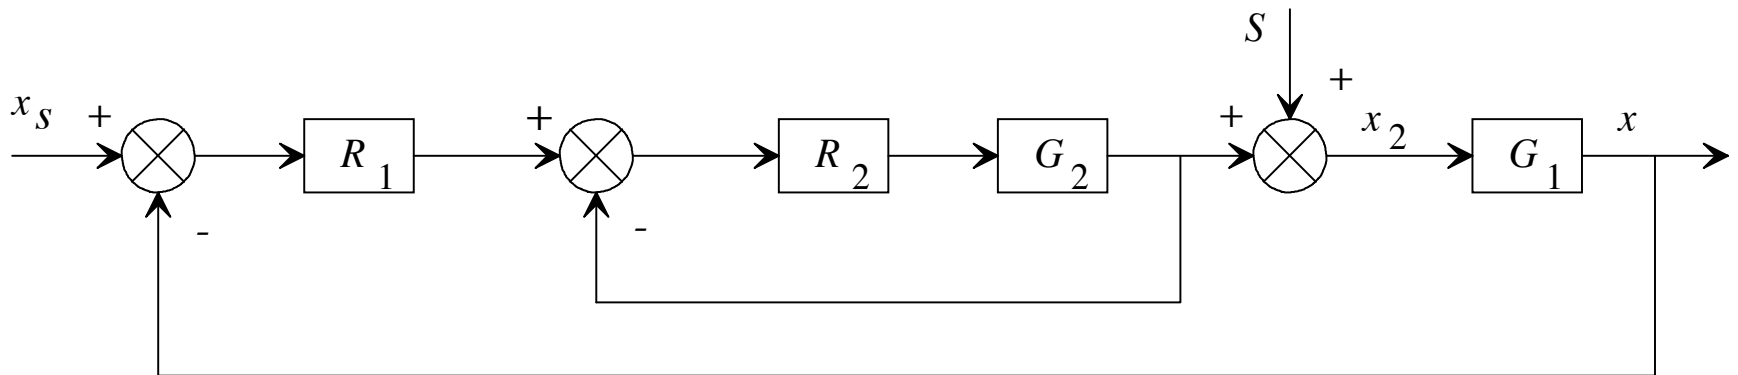 S
+
x_s + + + x_2 x
R_1 R_2 G_2 G_1
- -